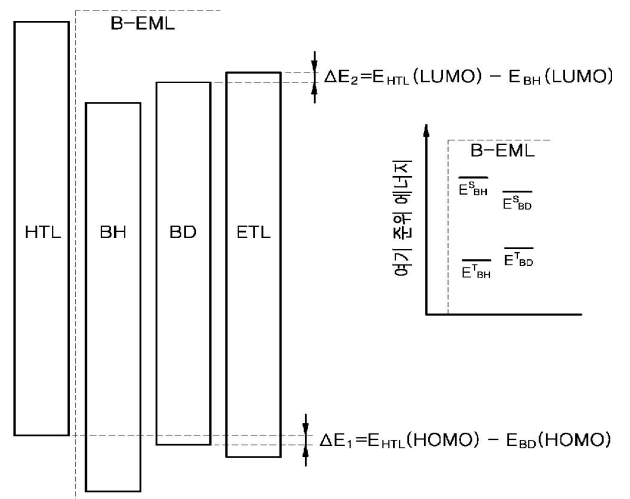 B-EML
ΔE₂=E_HTL(LUMO) - E_BH(LUMO)
HTL
BH
BD
ETL
여기 준위 에너지
B-EML
E^S_BH
E^S_BD
E^T_BH
E^T_BD
ΔE₁=E_HTL(HOMO) - E_BD(HOMO)